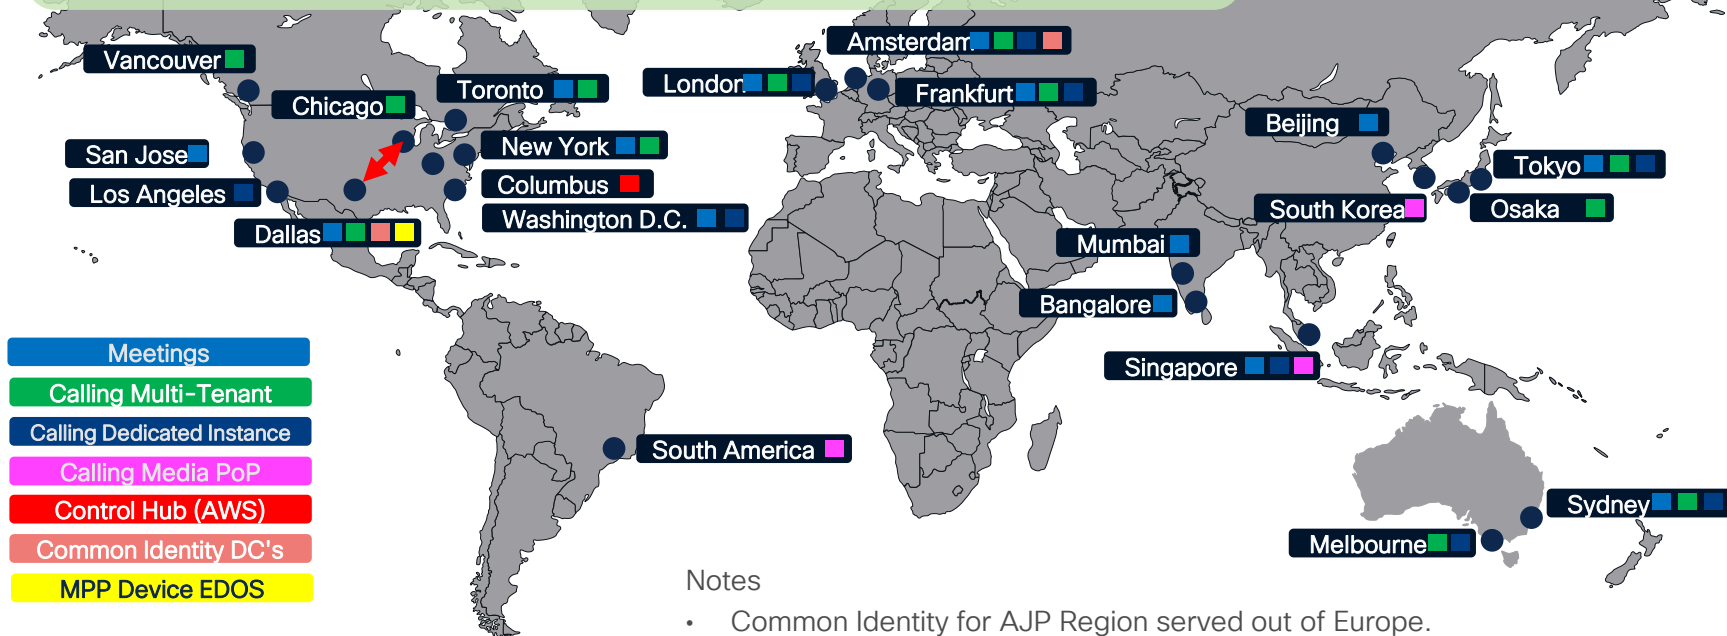 Amsterdam
Vancouver
London
Toronto
Frankfurt
Chicago
Beijing
New York
San Jose
Tokyo
Columbus
Los Angeles
South Korea
Osaka
Washington D.C.
Dallas
Mumbai
Bangalore
Meetings
Singapore
Calling Multi-Tenant
Calling Dedicated Instance
South America
Calling Media PoP
Sydney
Control Hub (AWS)
Melbourne
Common Identity DC's
MPP Device EDOS
Notes
• Common Identity for AJP Region served out of Europe.